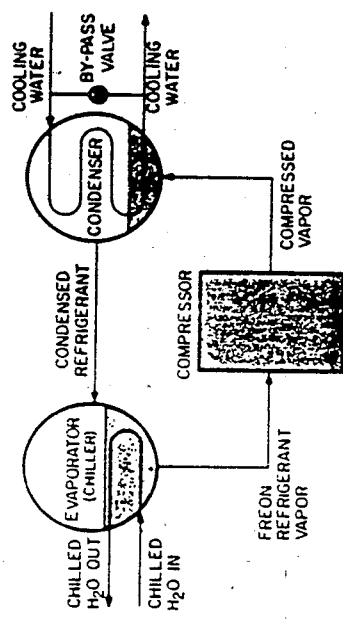 COOLING
WATER
BY-PASS
VALVE
COOLING
WATER
CONDENSER
CONDENSED
REFRIGERANT
COMPRESSED
VAPOR
COMPRESSOR
EVAPORATOR
(CHILLER)
FREON
REFRIGERANT
VAPOR
CHILLED
H₂O OUT
CHILLED
H₂O IN